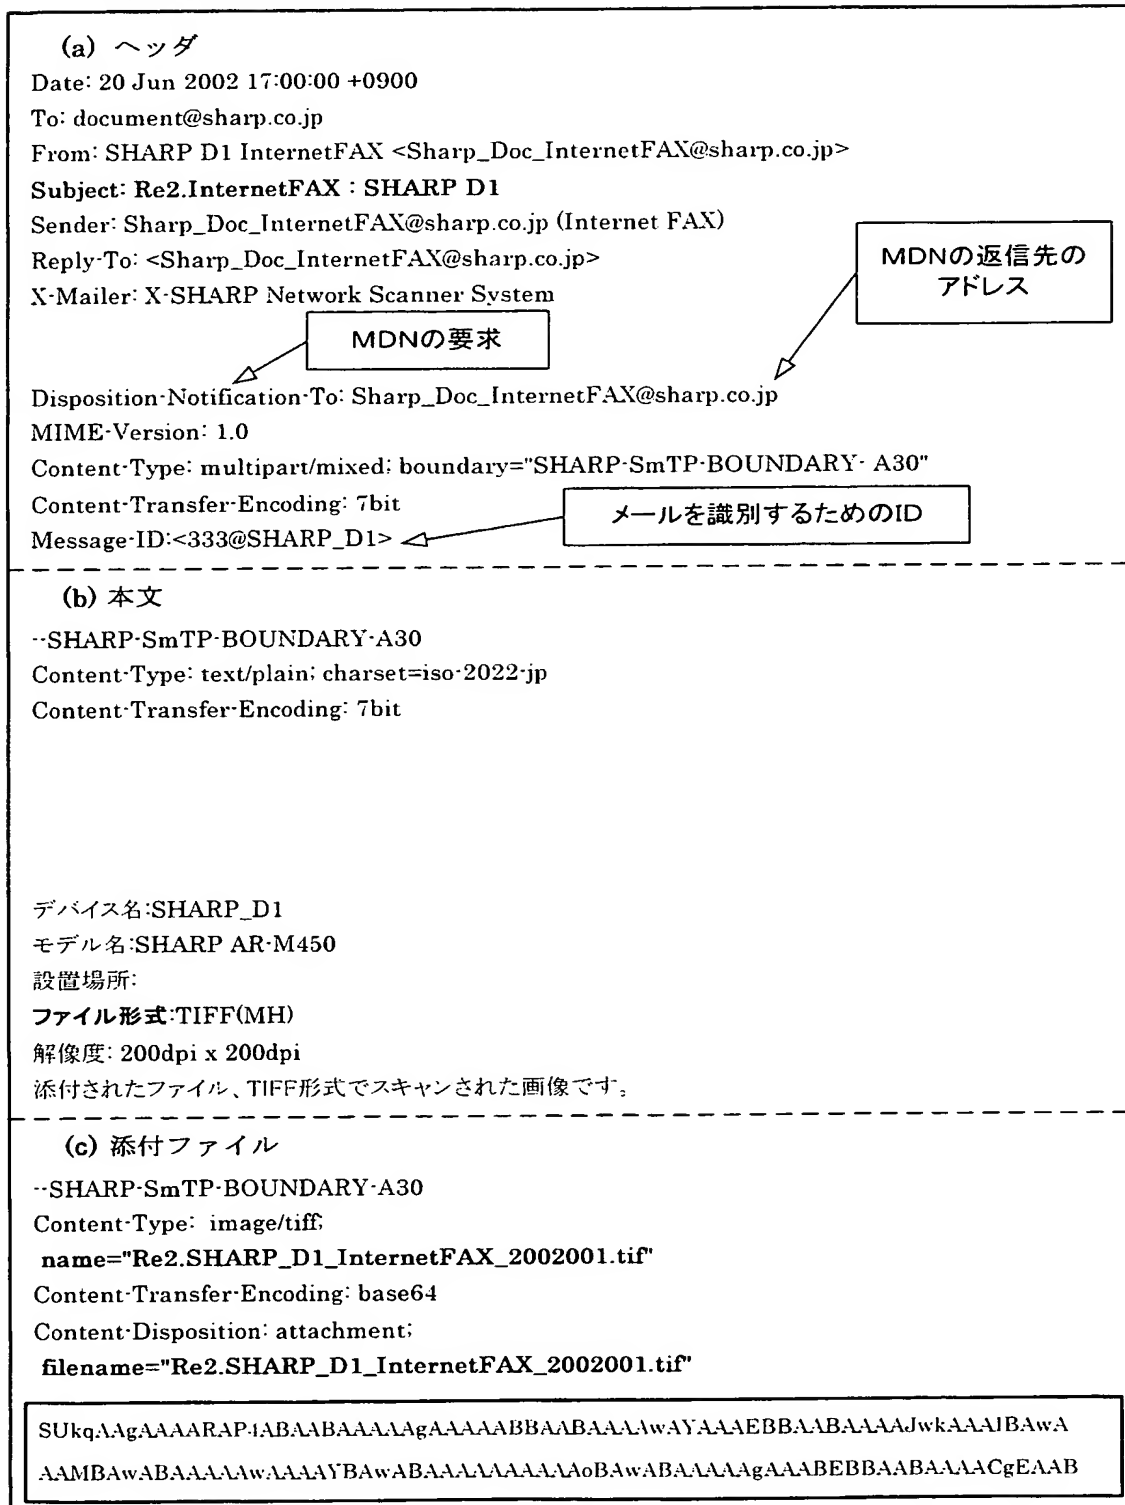 (a) ヘッダ
Date: 20 Jun 2002 17:00:00 +0900
To: document@sharp.co.jp
From: SHARP D1 InternetFAX <Sharp_Doc_InternetFAX@sharp.co.jp>
Subject: Re2.InternetFAX : SHARP D1
Sender: Sharp_Doc_InternetFAX@sharp.co.jp (Internet FAX)
Reply-To: <Sharp_Doc_InternetFAX@sharp.co.jp>
X-Mailer: X-SHARP Network Scanner System
MDNの返信先の
アドレス
MDNの要求
Disposition-Notification-To: Sharp_Doc_InternetFAX@sharp.co.jp
MIME-Version: 1.0
Content-Type: multipart/mixed; boundary="SHARP-SmTP-BOUNDARY- A30"
Content-Transfer-Encoding: 7bit
メールを識別するためのID
Message-ID:<333@SHARP_D1>
(b) 本文
--SHARP-SmTP-BOUNDARY-A30
Content-Type: text/plain; charset=iso-2022-jp
Content-Transfer-Encoding: 7bit
デバイス名:SHARP_D1
モデル名:SHARP AR-M450
設置場所:
ファイル形式:TIFF(MH)
解像度: 200dpi x 200dpi
添付されたファイル、TIFF形式でスキャンされた画像です。
(c) 添付ファイル
--SHARP-SmTP-BOUNDARY-A30
Content-Type: image/tiff;
name="Re2.SHARP_D1_InternetFAX_2002001.tif"
Content-Transfer-Encoding: base64
Content-Disposition: attachment;
filename="Re2.SHARP_D1_InternetFAX_2002001.tif"